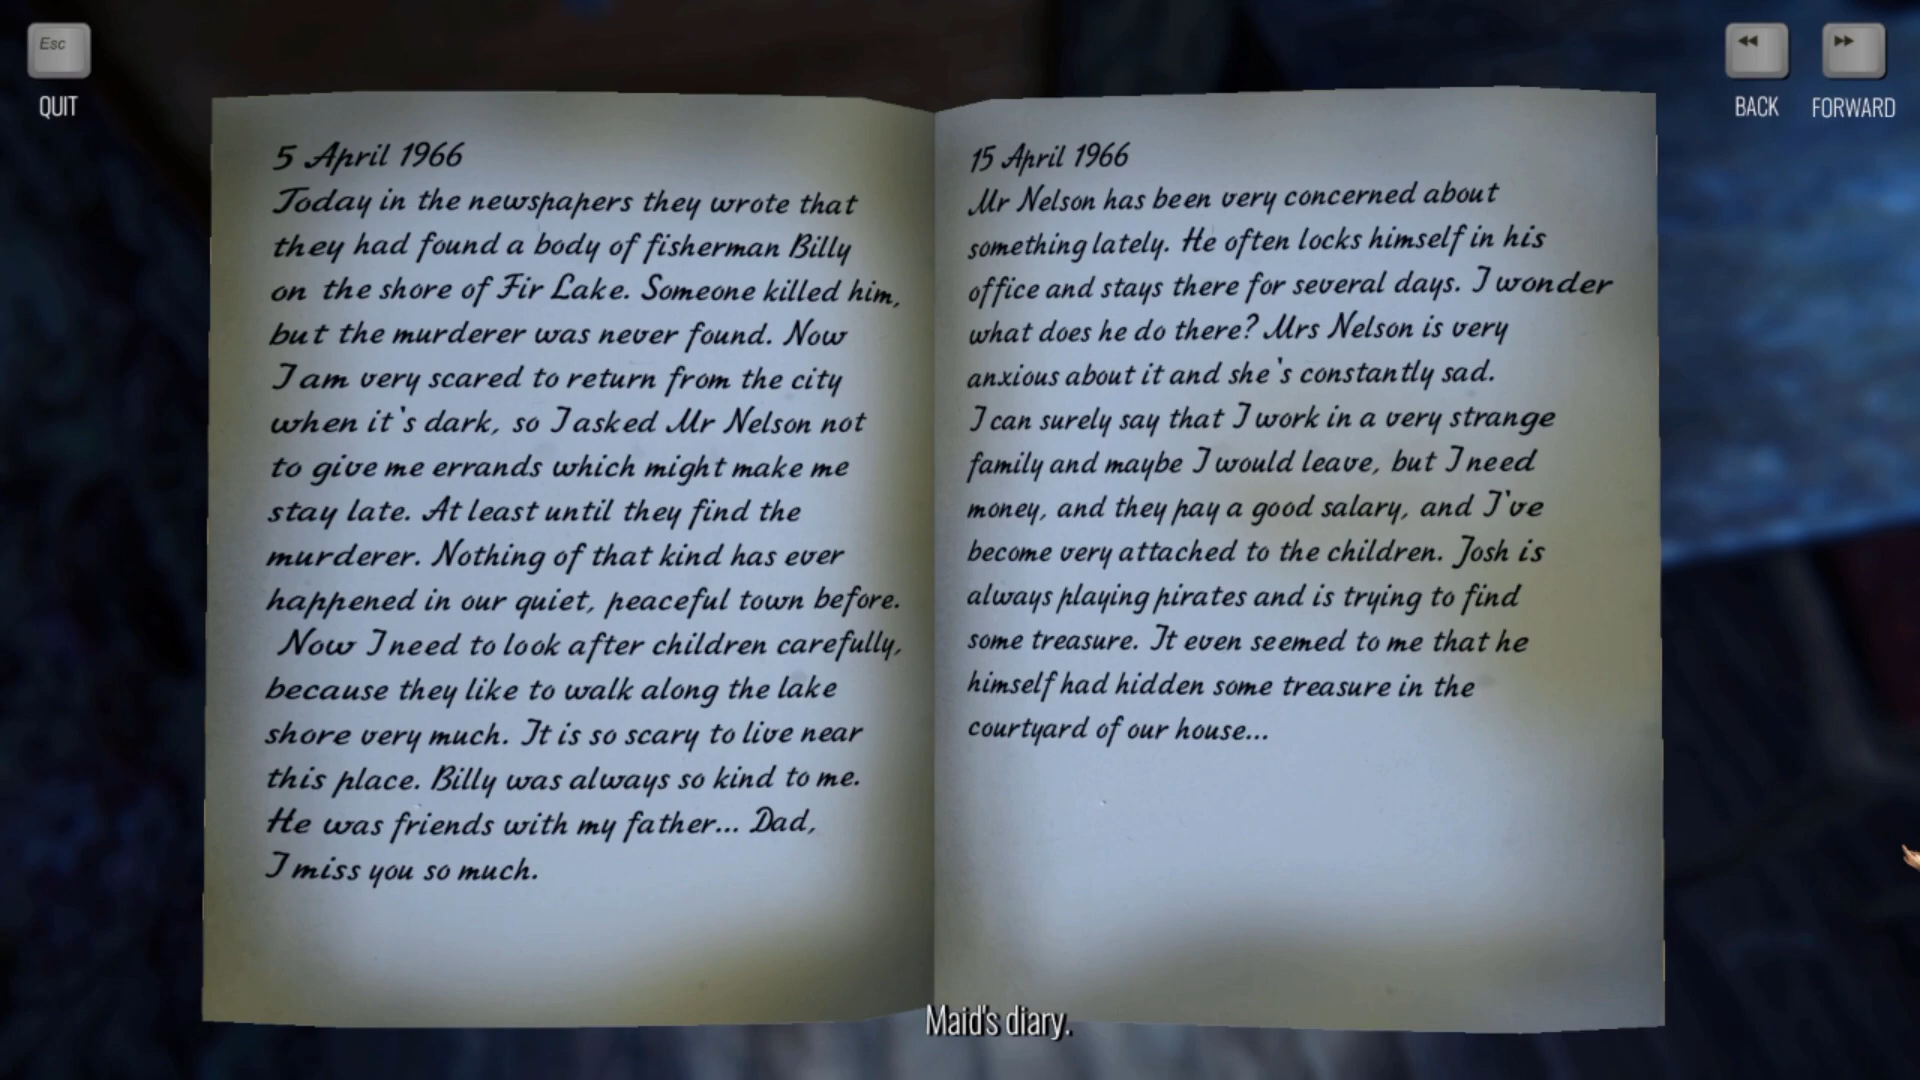 Esc
QUIT
BACK
FORWARD
5 April 1966
Today in the newspapers they wrote that
they had found a body of fisherman Billy
on the shore of Fir Lake. Someone killed him,
but the murderer was never found. Now
I am very scared to return from the city
when it`s dark, so I asked Mr Nelson not
to give me errands which might make me
stay late. At least until they find the
murderer. Nothing of that kind has ever
happened in our quiet, peaceful town before.
Now I need to look after children carefully,
because they like to walk along the lake
shore very much. It is so scary to live near
this place. Billy was always so kind to me.
He was friends with my father... Dad,
I miss you so much.
15 April 1966
Mr Nelson has been very concerned about
something lately. He often locks himself in his
office and stays there for several days. I wonder
what does he do there? Mrs Nelson is very
anxious about it and she`s constantly sad.
I can surely say that I work in a very strange
family and maybe I would leave, but I need
money, and they pay a good salary, and I`ve
become very attached to the children. Josh is
always playing pirates and is trying to find
some treasure. It even seemed to me that he
himself had hidden some treasure in the
courtyard of our house...
Maid's diary.